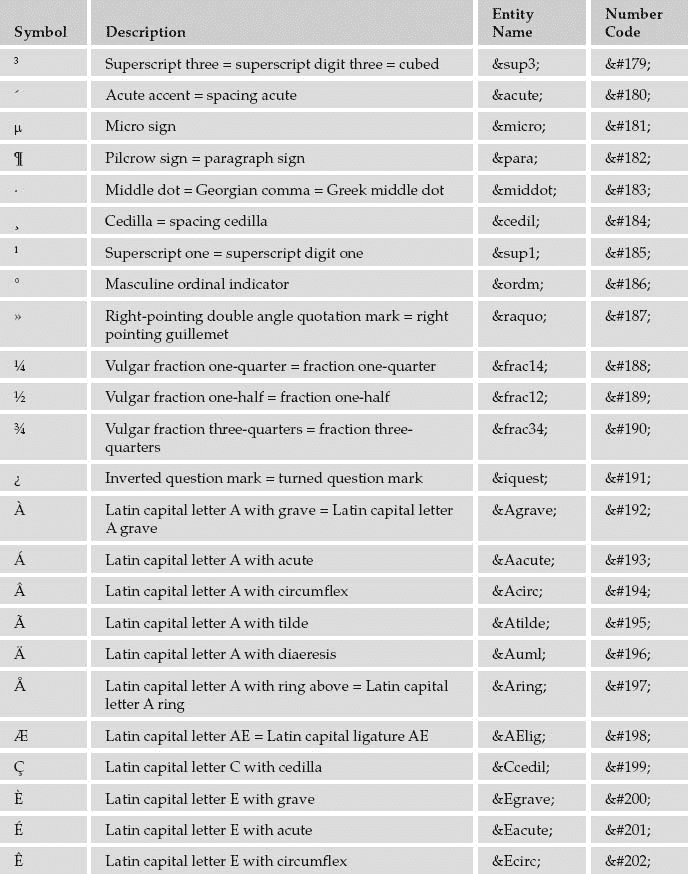 Symbol Description Entity Name Number Code
³ Superscript three = superscript digit three = cubed &sup3; &#179;
´ Acute accent = spacing acute &acute; &#180;
µ Micro sign &micro; &#181;
¶ Pilcrow sign = paragraph sign &para; &#182;
· Middle dot = Georgian comma = Greek middle dot &middot; &#183;
¸ Cedilla = spacing cedilla &cedil; &#184;
¹ Superscript one = superscript digit one &sup1; &#185;
º Masculine ordinal indicator &ordm; &#186;
» Right-pointing double angle quotation mark = right &raquo; &#187;
pointing guillemet
¼ Vulgar fraction one-quarter = fraction one-quarter &frac14; &#188;
½ Vulgar fraction one-half = fraction one-half &frac12; &#189;
¾ Vulgar fraction three-quarters = fraction three- &frac34; &#190;
quarters
¿ Inverted question mark = turned question mark &iquest; &#191;
À Latin capital letter A with grave = Latin capital letter &Agrave; &#192;
A grave
Á Latin capital letter A with acute &Aacute; &#193;
Â Latin capital letter A with circumflex &Acirc; &#194;
Ã Latin capital letter A with tilde &Atilde; &#195;
Ä Latin capital letter A with diaeresis &Auml; &#196;
Å Latin capital letter A with ring above = Latin capital &Aring; &#197;
letter A ring
Æ Latin capital letter AE = Latin capital ligature AE &AElig; &#198;
Ç Latin capital letter C with cedilla &Ccedil; &#199;
È Latin capital letter E with grave &Egrave; &#200;
É Latin capital letter E with acute &Eacute; &#201;
Ê Latin capital letter E with circumflex &Ecirc; &#202;